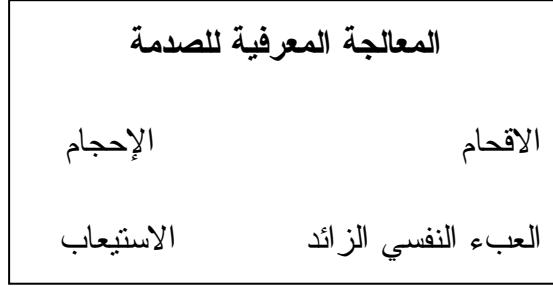 المعالجة المعرفية للصدمة
الاقحام الإحجام
العبء النفسي الزائد الاستيعاب